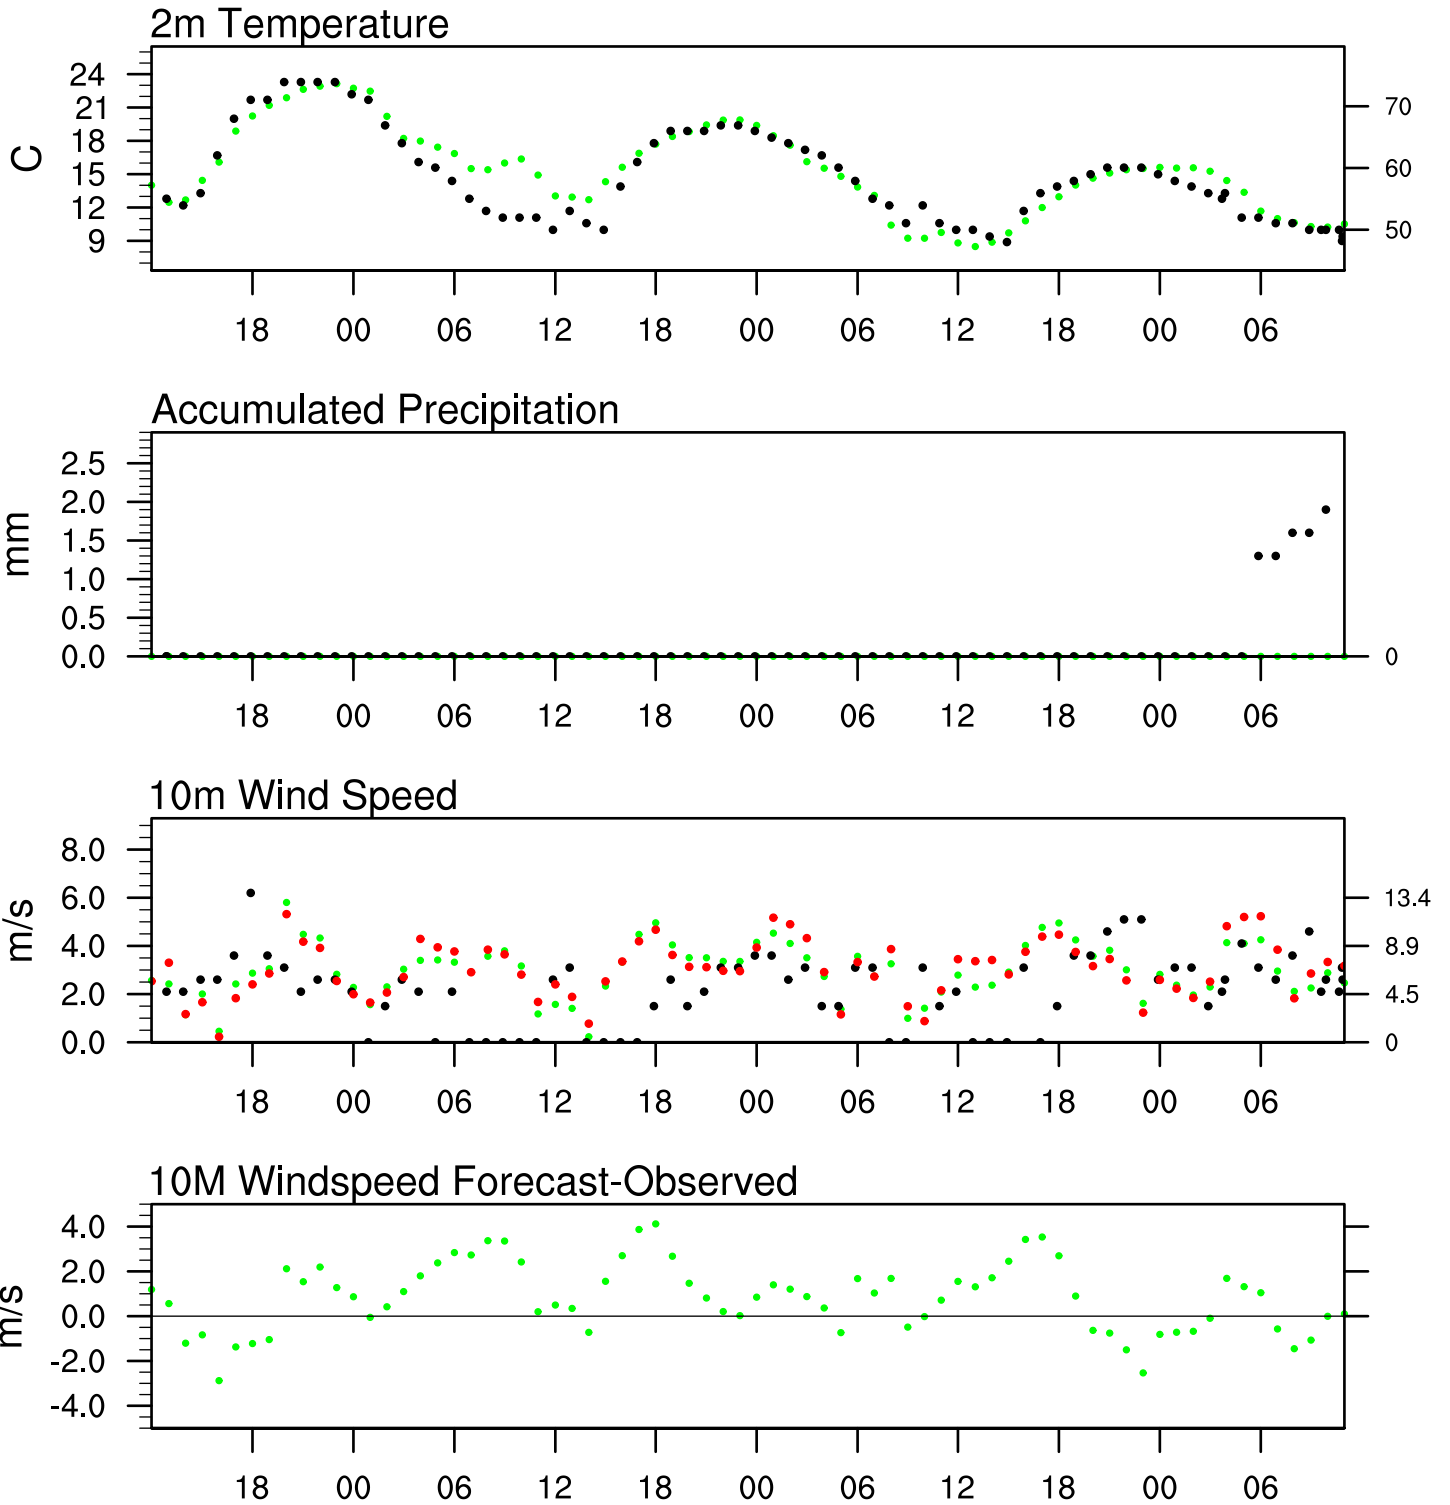 2m Temperature
C
24
21
18
15
12
9
70
60
50
18 00 06 12 18 00 06 12 18 00 06
Accumulated Precipitation
mm
2.5
2.0
1.5
1.0
0.5
0.0
0
18 00 06 12 18 00 06 12 18 00 06
10m Wind Speed
m/s
8.0
6.0
4.0
2.0
0.0
13.4
8.9
4.5
0
18 00 06 12 18 00 06 12 18 00 06
10M Windspeed Forecast-Observed
m/s
4.0
2.0
0.0
-2.0
-4.0
18 00 06 12 18 00 06 12 18 00 06